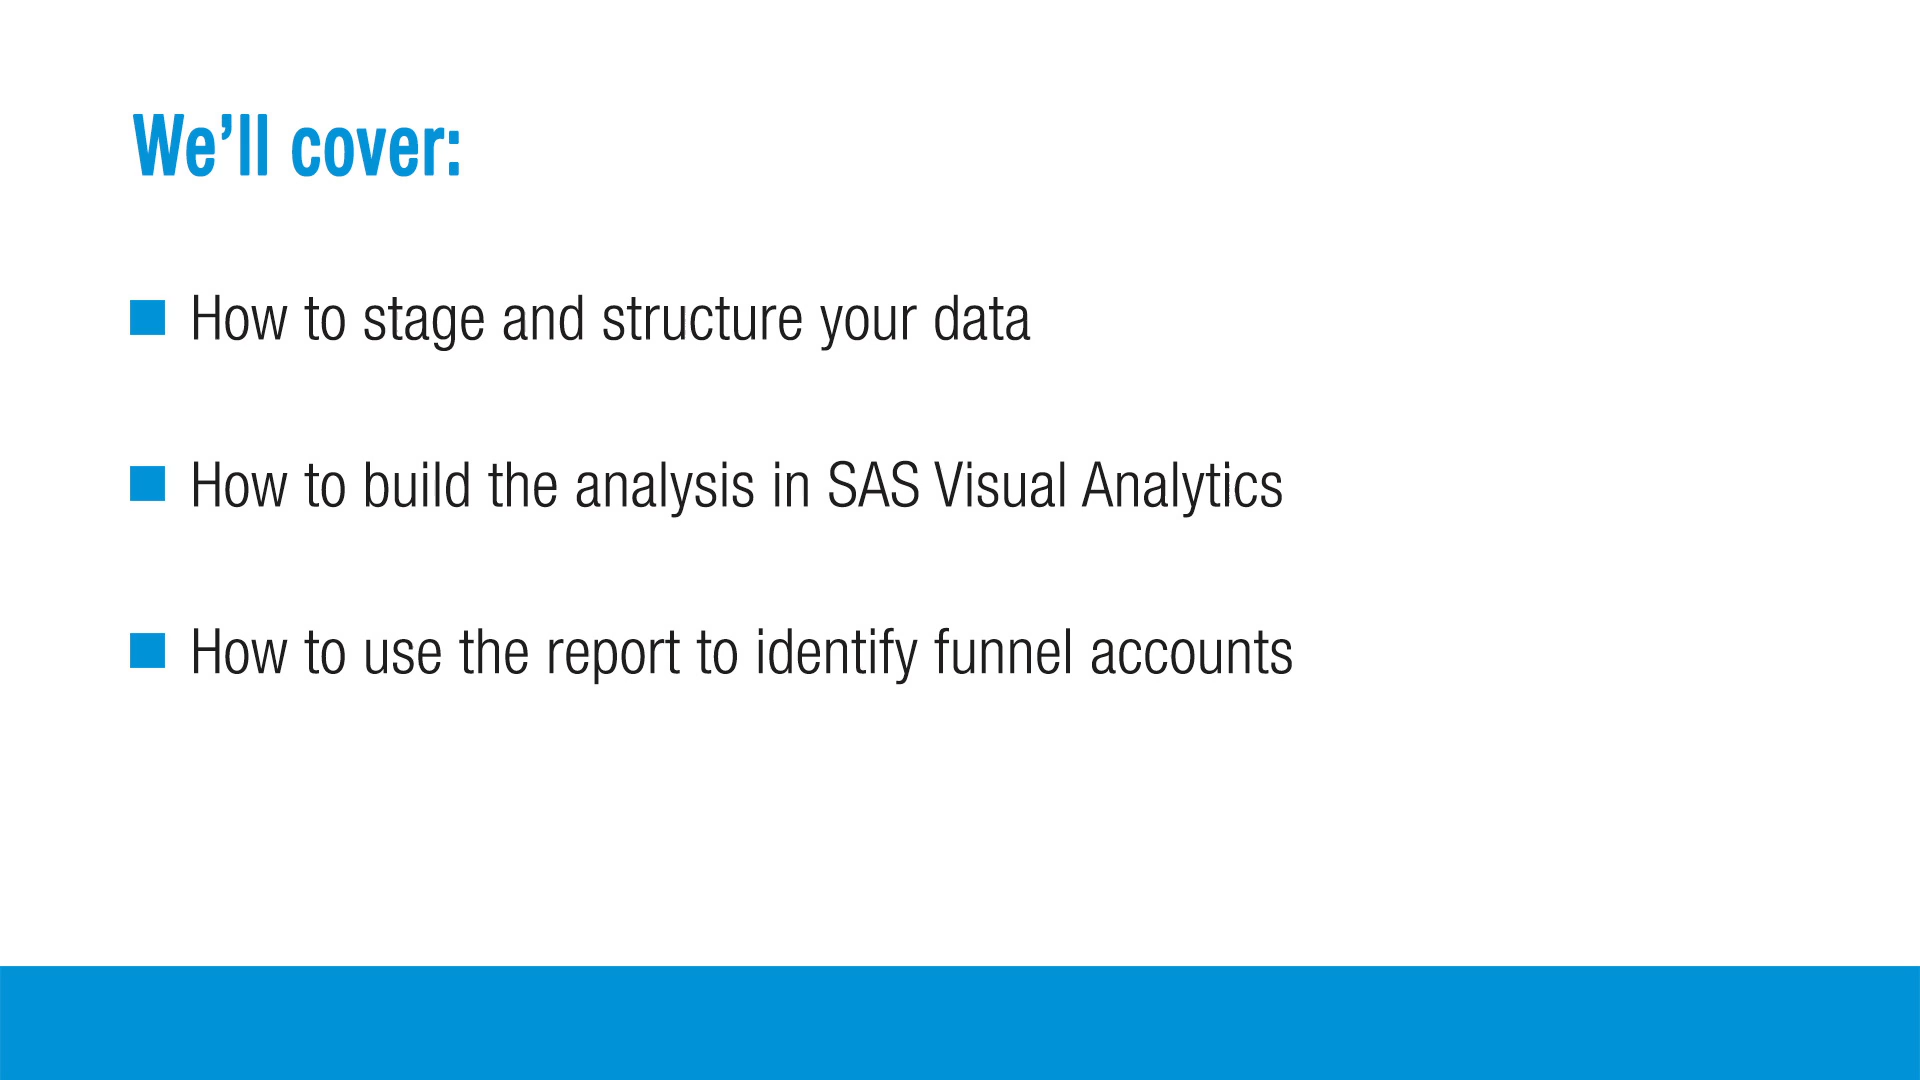 We’ll cover:
How to stage and structure your data
How to build the analysis in SAS Visual Analytics
How to use the report to identify funnel accounts